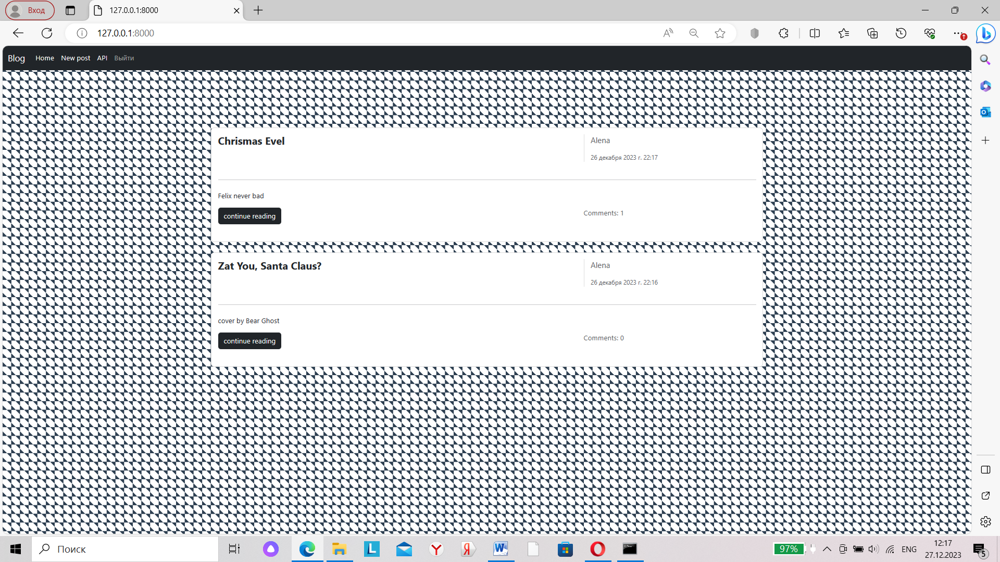 Вход
127.0.0.1:8000
127.0.0.1:8000
Blog Home New post API Выйти
Chrismas Evel
Alena
26 декабря 2023 г. 22:17
Felix never bad
continue reading
Comments: 1
Zat You, Santa Claus?
Alena
26 декабря 2023 г. 22:16
cover by Bear Ghost
continue reading
Comments: 0
Поиск
97%
ENG
12:17
27.12.2023
5